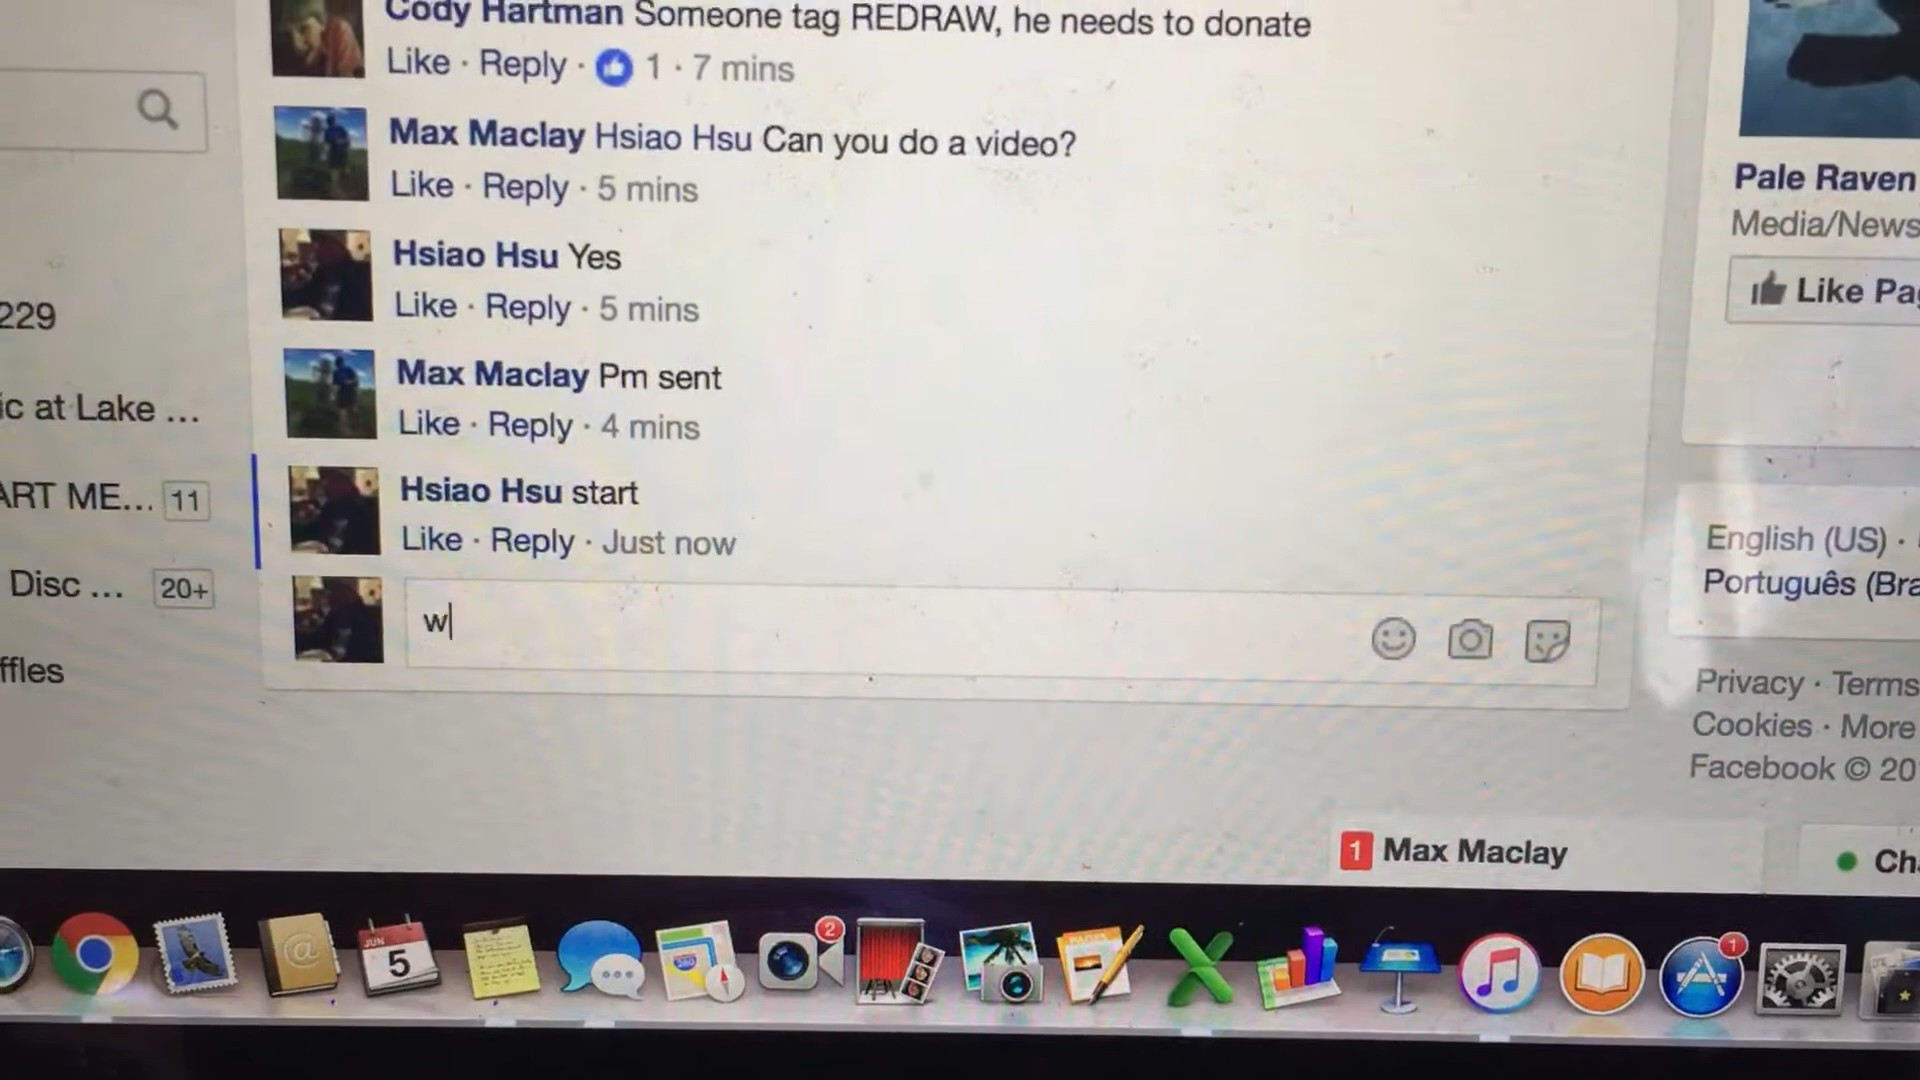 Cody Hartman Someone tag REDRAW, he needs to donate
Like · Reply · 1 · 7 mins
Max Maclay Hsiao Hsu Can you do a video?
Like · Reply · 5 mins
Hsiao Hsu Yes
Like · Reply · 5 mins
Max Maclay Pm sent
Like · Reply · 4 mins
Hsiao Hsu start
Like · Reply · Just now
w
229
ic at Lake ...
ART ME... 11
Disc ... 20+
ffles
Pale Raven
Media/News
Like Pa
English (US) ·
Português (Bra
Privacy · Terms
Cookies · More
Facebook © 20
1 Max Maclay
Ch
JUN
5
2
PAGES
1